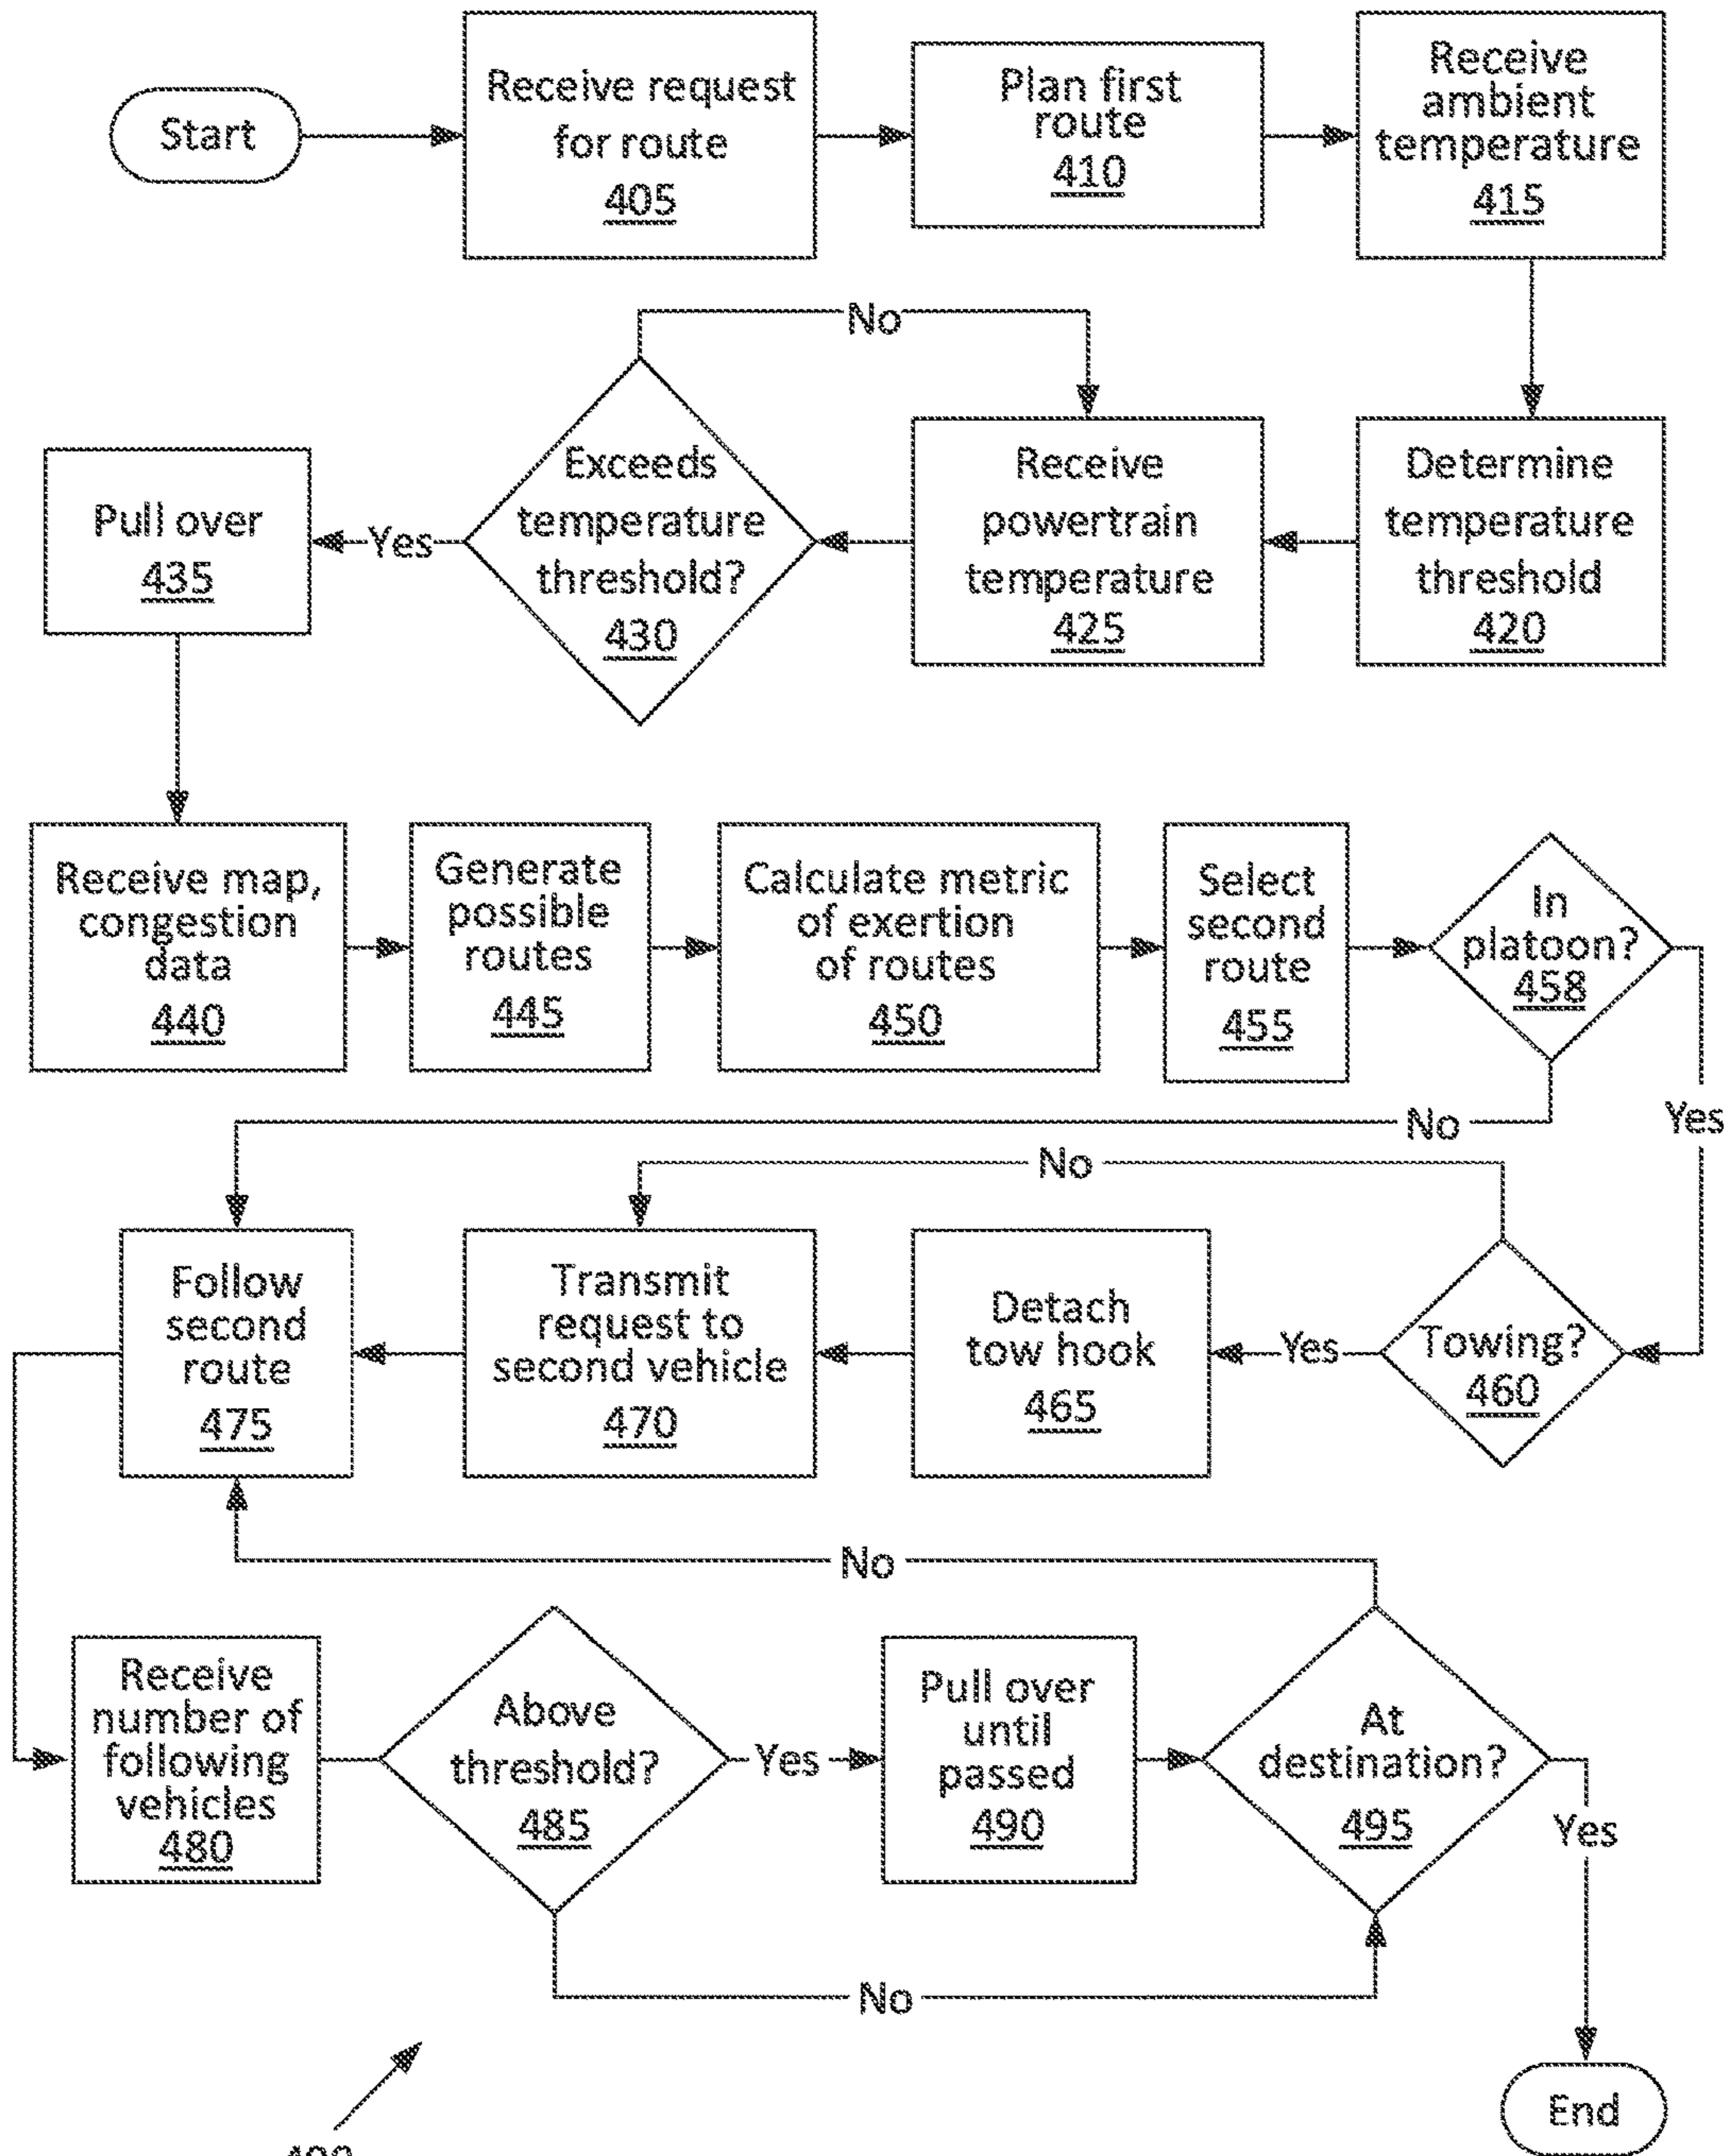 Start
Receive request
for route
405
Plan first
route
410
Receive
ambient
temperature
415
No
Pull over
435
Yes
Exceeds
temperature
threshold?
430
Receive
powertrain
temperature
425
Determine
temperature
threshold
420
Receive map,
congestion
data
440
Generate
possible
routes
445
Calculate metric
of exertion
of routes
450
Select
second
route
455
In
platoon?
458
No
Yes
No
Follow
second
route
475
Transmit
request to
second vehicle
470
Detach
tow hook
465
Yes
Towing?
460
No
Receive
number of
following
vehicles
480
Above
threshold?
485
Yes
Pull over
until
passed
490
At
destination?
495
Yes
No
End